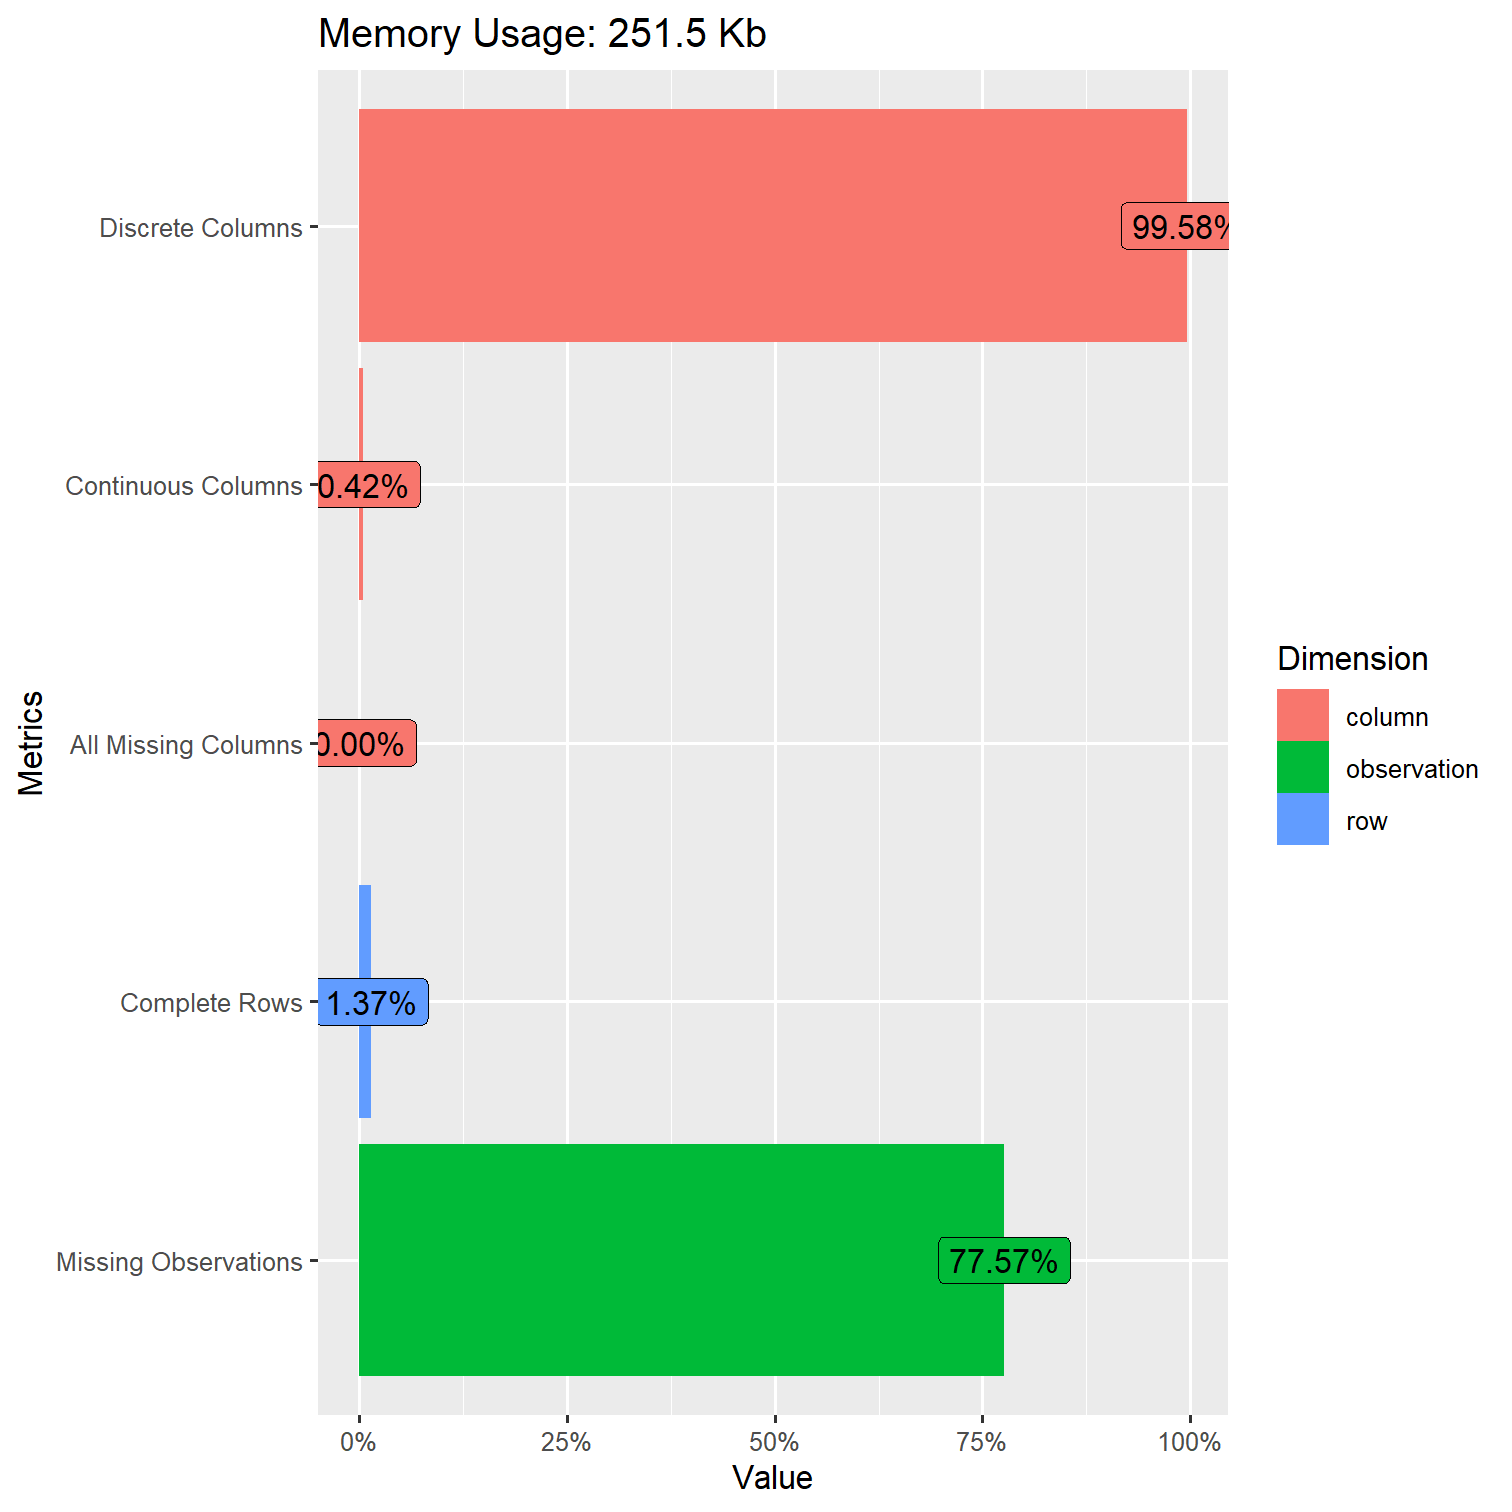 Memory Usage: 251.5 Kb
Discrete Columns
99.58%
Continuous Columns
0.42%
All Missing Columns
0.00%
Complete Rows
1.37%
Missing Observations
77.57%
Metrics
0% 25% 50% 75% 100%
Value
Dimension
column
observation
row